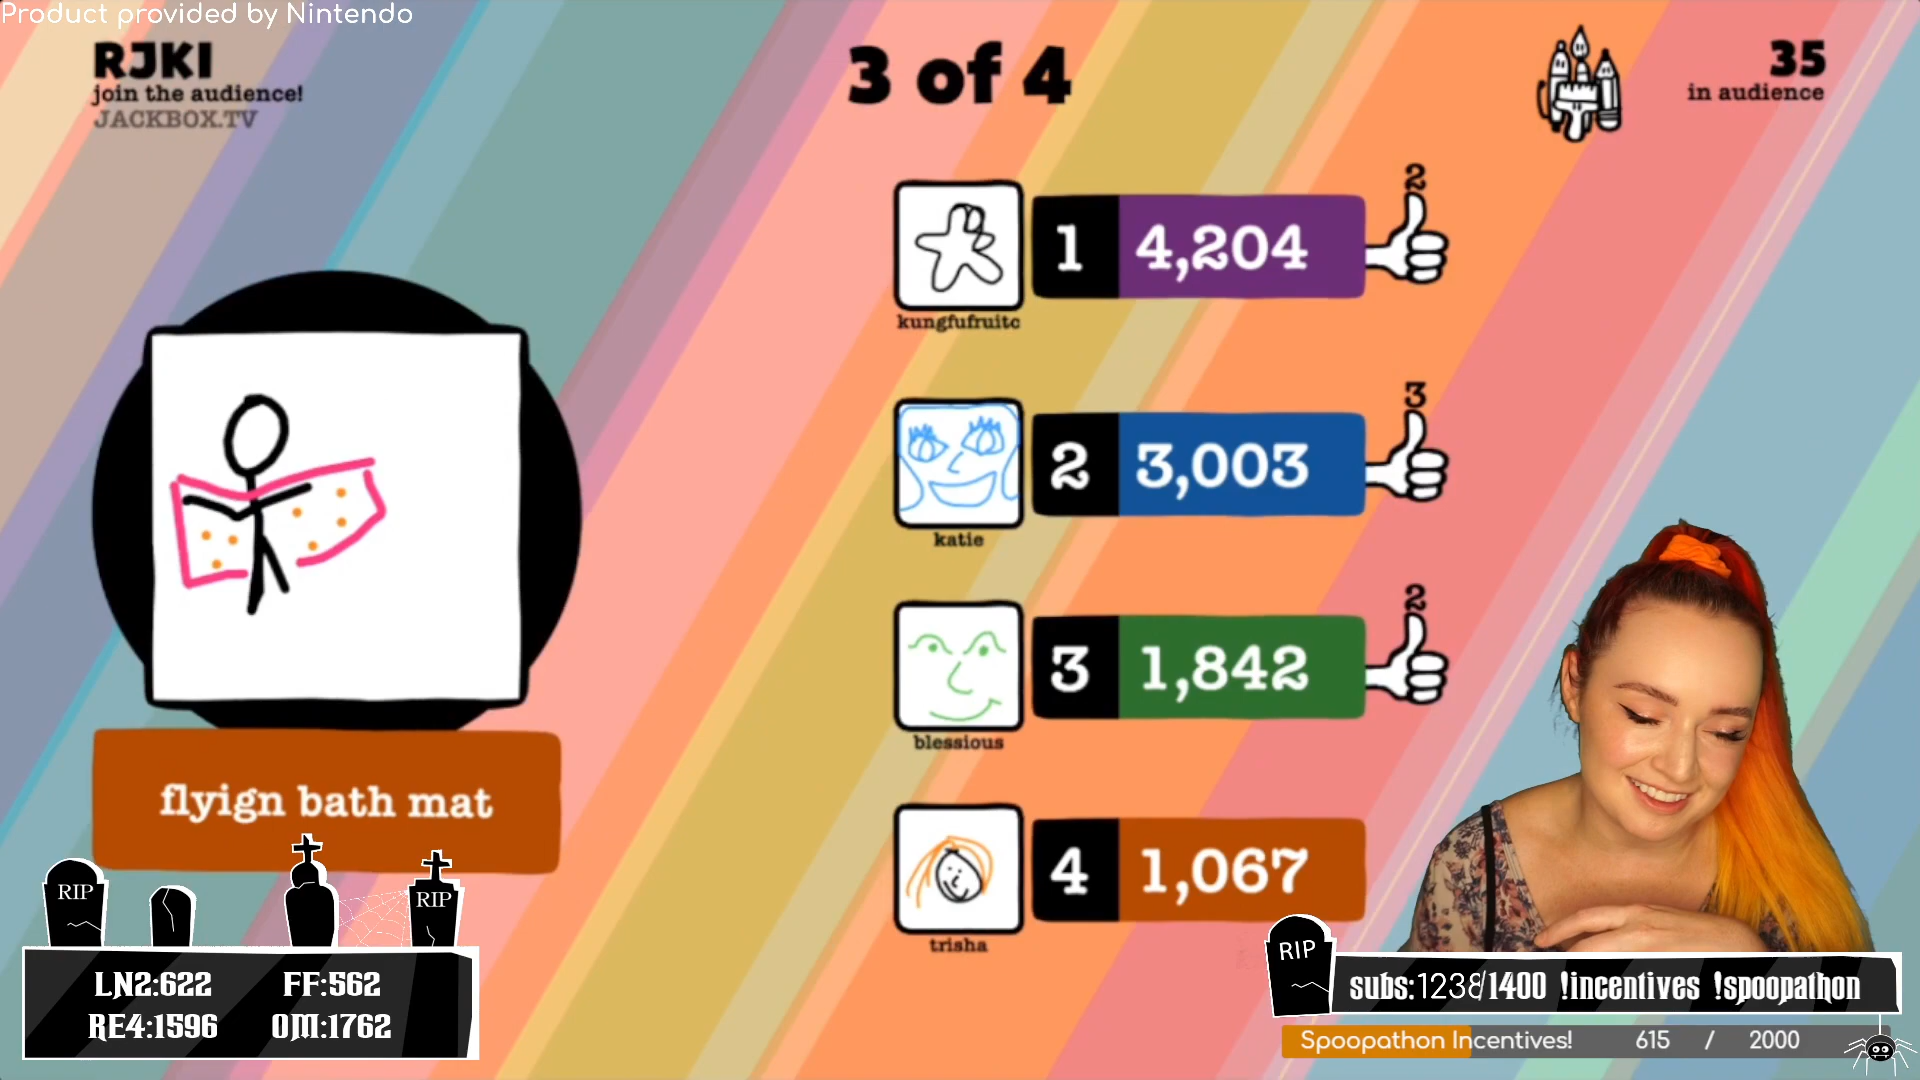 Product provided by Nintendo
RJKI
join the audience!
JACKBOX.TV
3 of 4
35
in audience
2
1 4,204
kungfufruitc
3
2 3,003
katie
2
3 1,842
blessious
4 1,067
trisha
flyign bath mat
RIP
RIP
LN2:622 FF:562
RE4:1596 OM:1762
RIP
subs:1238/1400 !incentives !spoopathon
Spoopathon Incentives! 615 / 2000